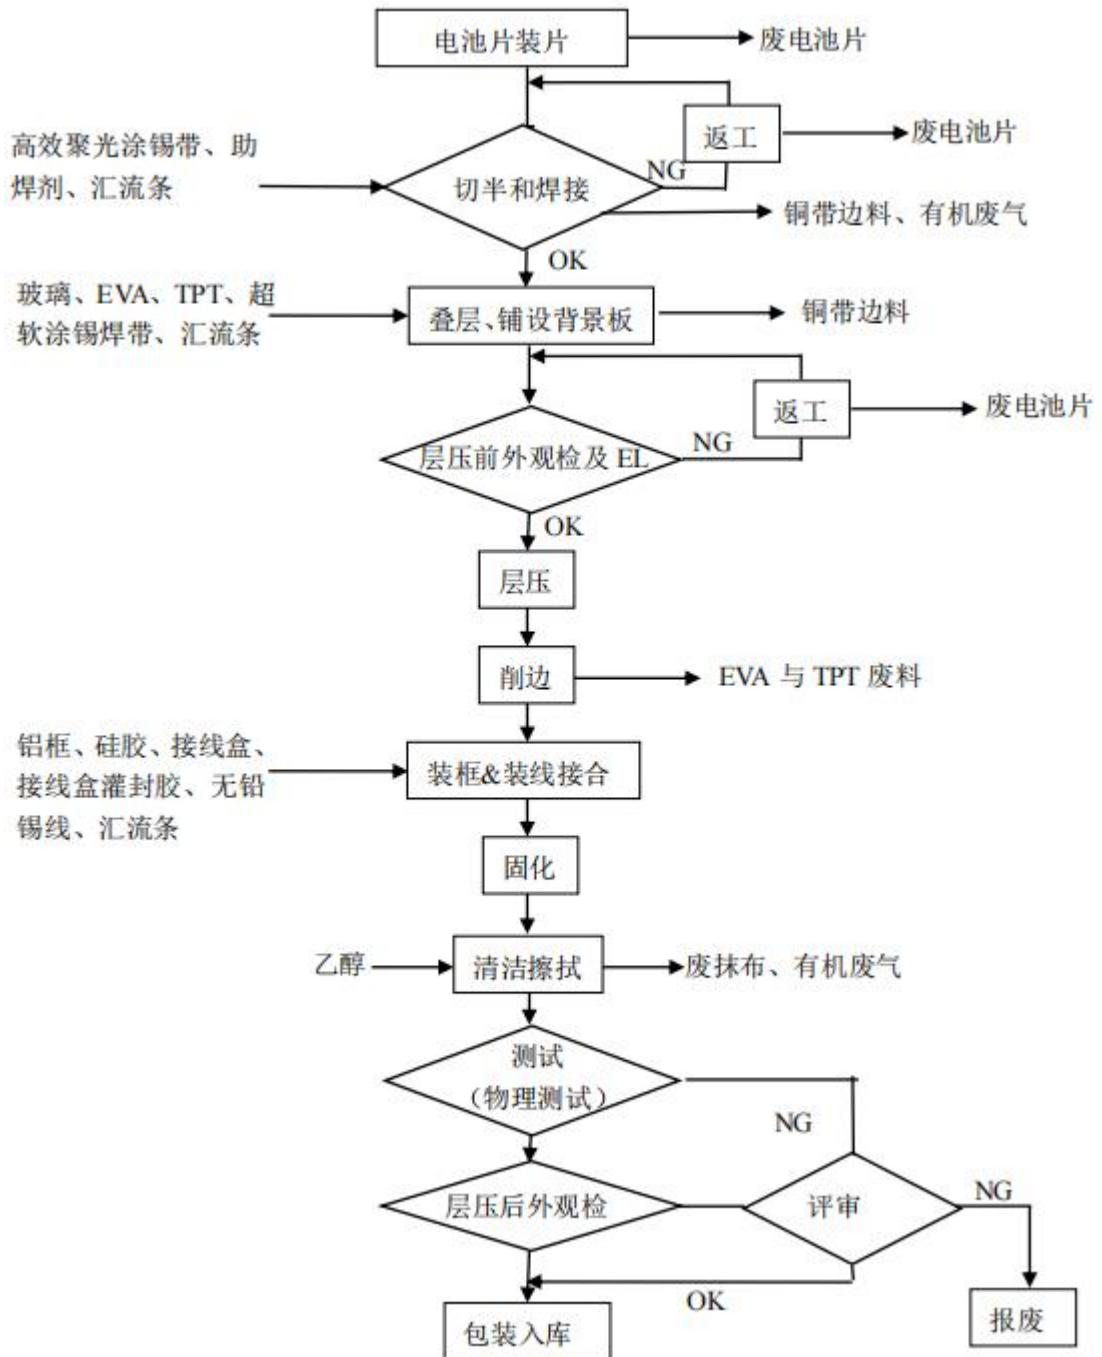 电池片装片
废电池片
返工
废电池片
高效聚光涂锡带、助
焊剂、汇流条
切半和焊接
NG
铜带边料、有机废气
OK
玻璃、EVA、TPT、超
软涂锡焊带、汇流条
叠层、铺设背景板
铜带边料
返工
废电池片
层压前外观检及 EL
NG
OK
层压
削边
EVA 与 TPT 废料
铝框、硅胶、接线盒、
接线盒灌封胶、无铅
锡线、汇流条
装框&装线接合
固化
乙醇
清洁擦拭
废抹布、有机废气
测试
（物理测试）
NG
层压后外观检
评审
NG
OK
包装入库
报废